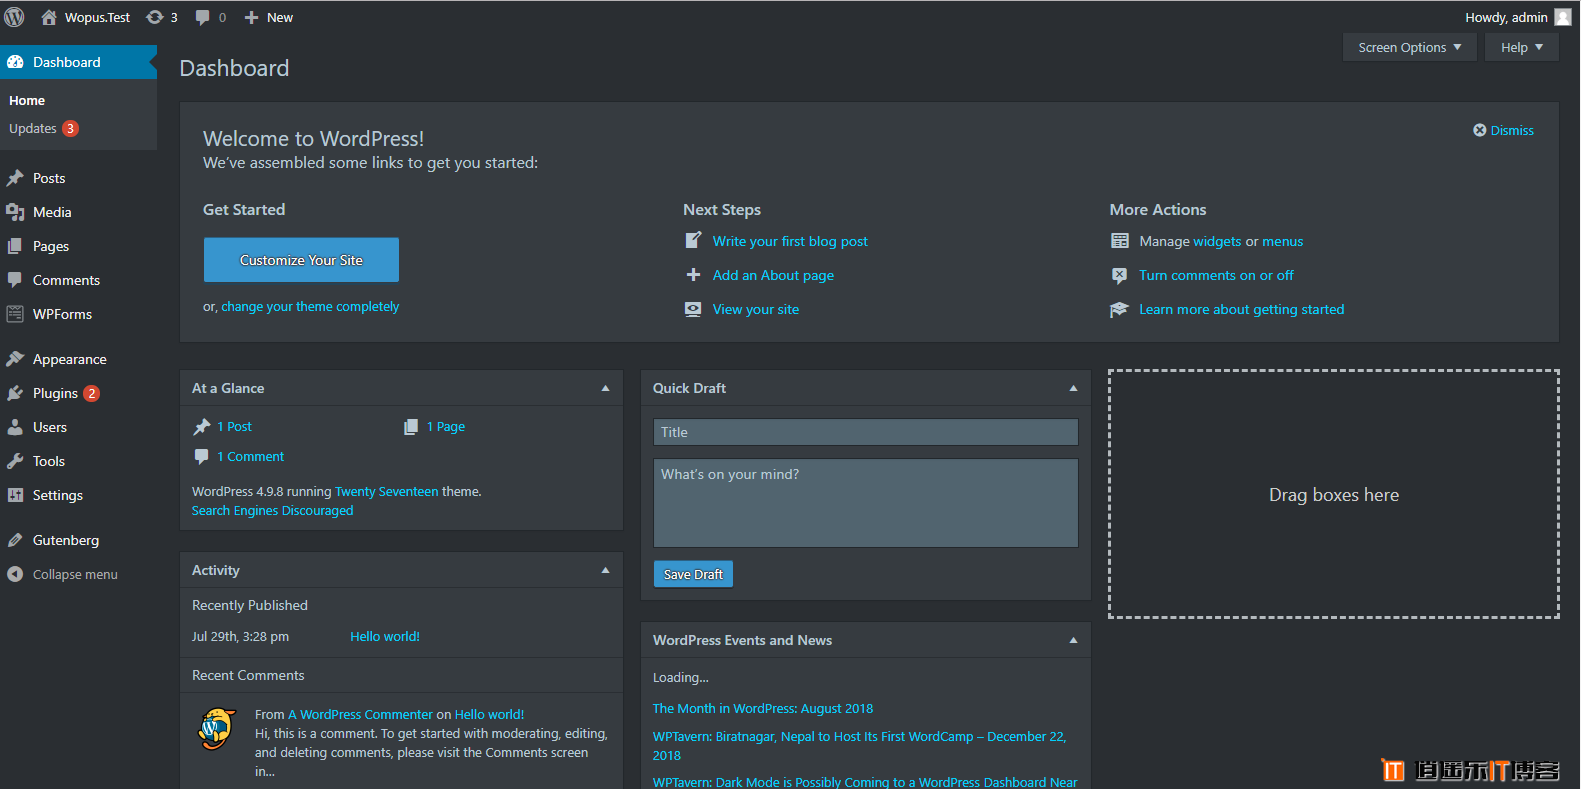 Wopus.Test 3 0 New Howdy, admin
Screen Options Help
Dashboard
Home
Updates 3
Posts
Media
Pages
Comments
WPForms
Appearance
Plugins 2
Users
Tools
Settings
Gutenberg
Collapse menu
Dashboard
Welcome to WordPress!
We've assembled some links to get you started:
Dismiss
Get Started
Customize Your Site
or, change your theme completely
Next Steps
Write your first blog post
Add an About page
View your site
More Actions
Manage widgets or menus
Turn comments on or off
Learn more about getting started
At a Glance
1 Post 1 Page
1 Comment
WordPress 4.9.8 running Twenty Seventeen theme.
Search Engines Discouraged
Activity
Recently Published
Jul 29th, 3:28 pm Hello world!
Recent Comments
From A WordPress Commenter on Hello world!
Hi, this is a comment. To get started with moderating, editing,
and deleting comments, please visit the Comments screen
in...
Quick Draft
Title
What's on your mind?
Save Draft
WordPress Events and News
Loading...
The Month in WordPress: August 2018
WPTavern: Biratnagar, Nepal to Host Its First WordCamp – December 22,
2018
WPTavern: Dark Mode is Possibly Coming to a WordPress Dashboard Near
Drag boxes here
IT 逍遥乐IT博客